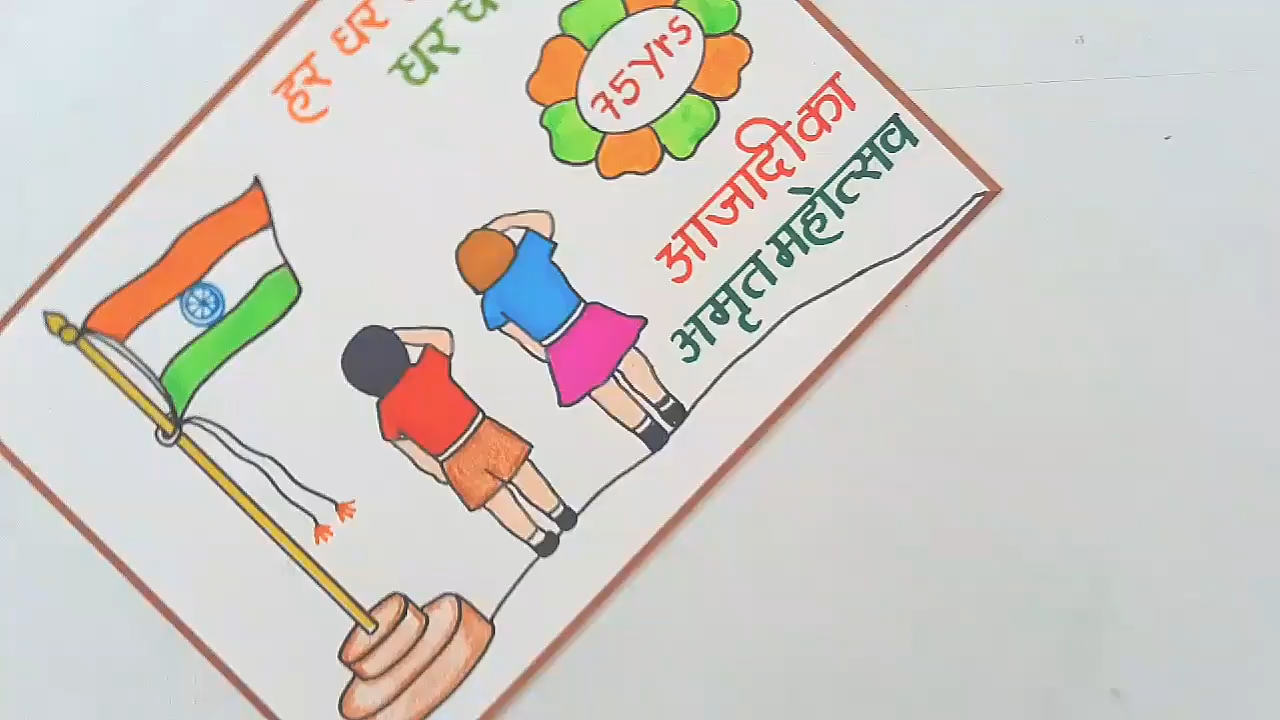 हर घर
घर
75 yrs
आजादी का
अमृत महोत्सव